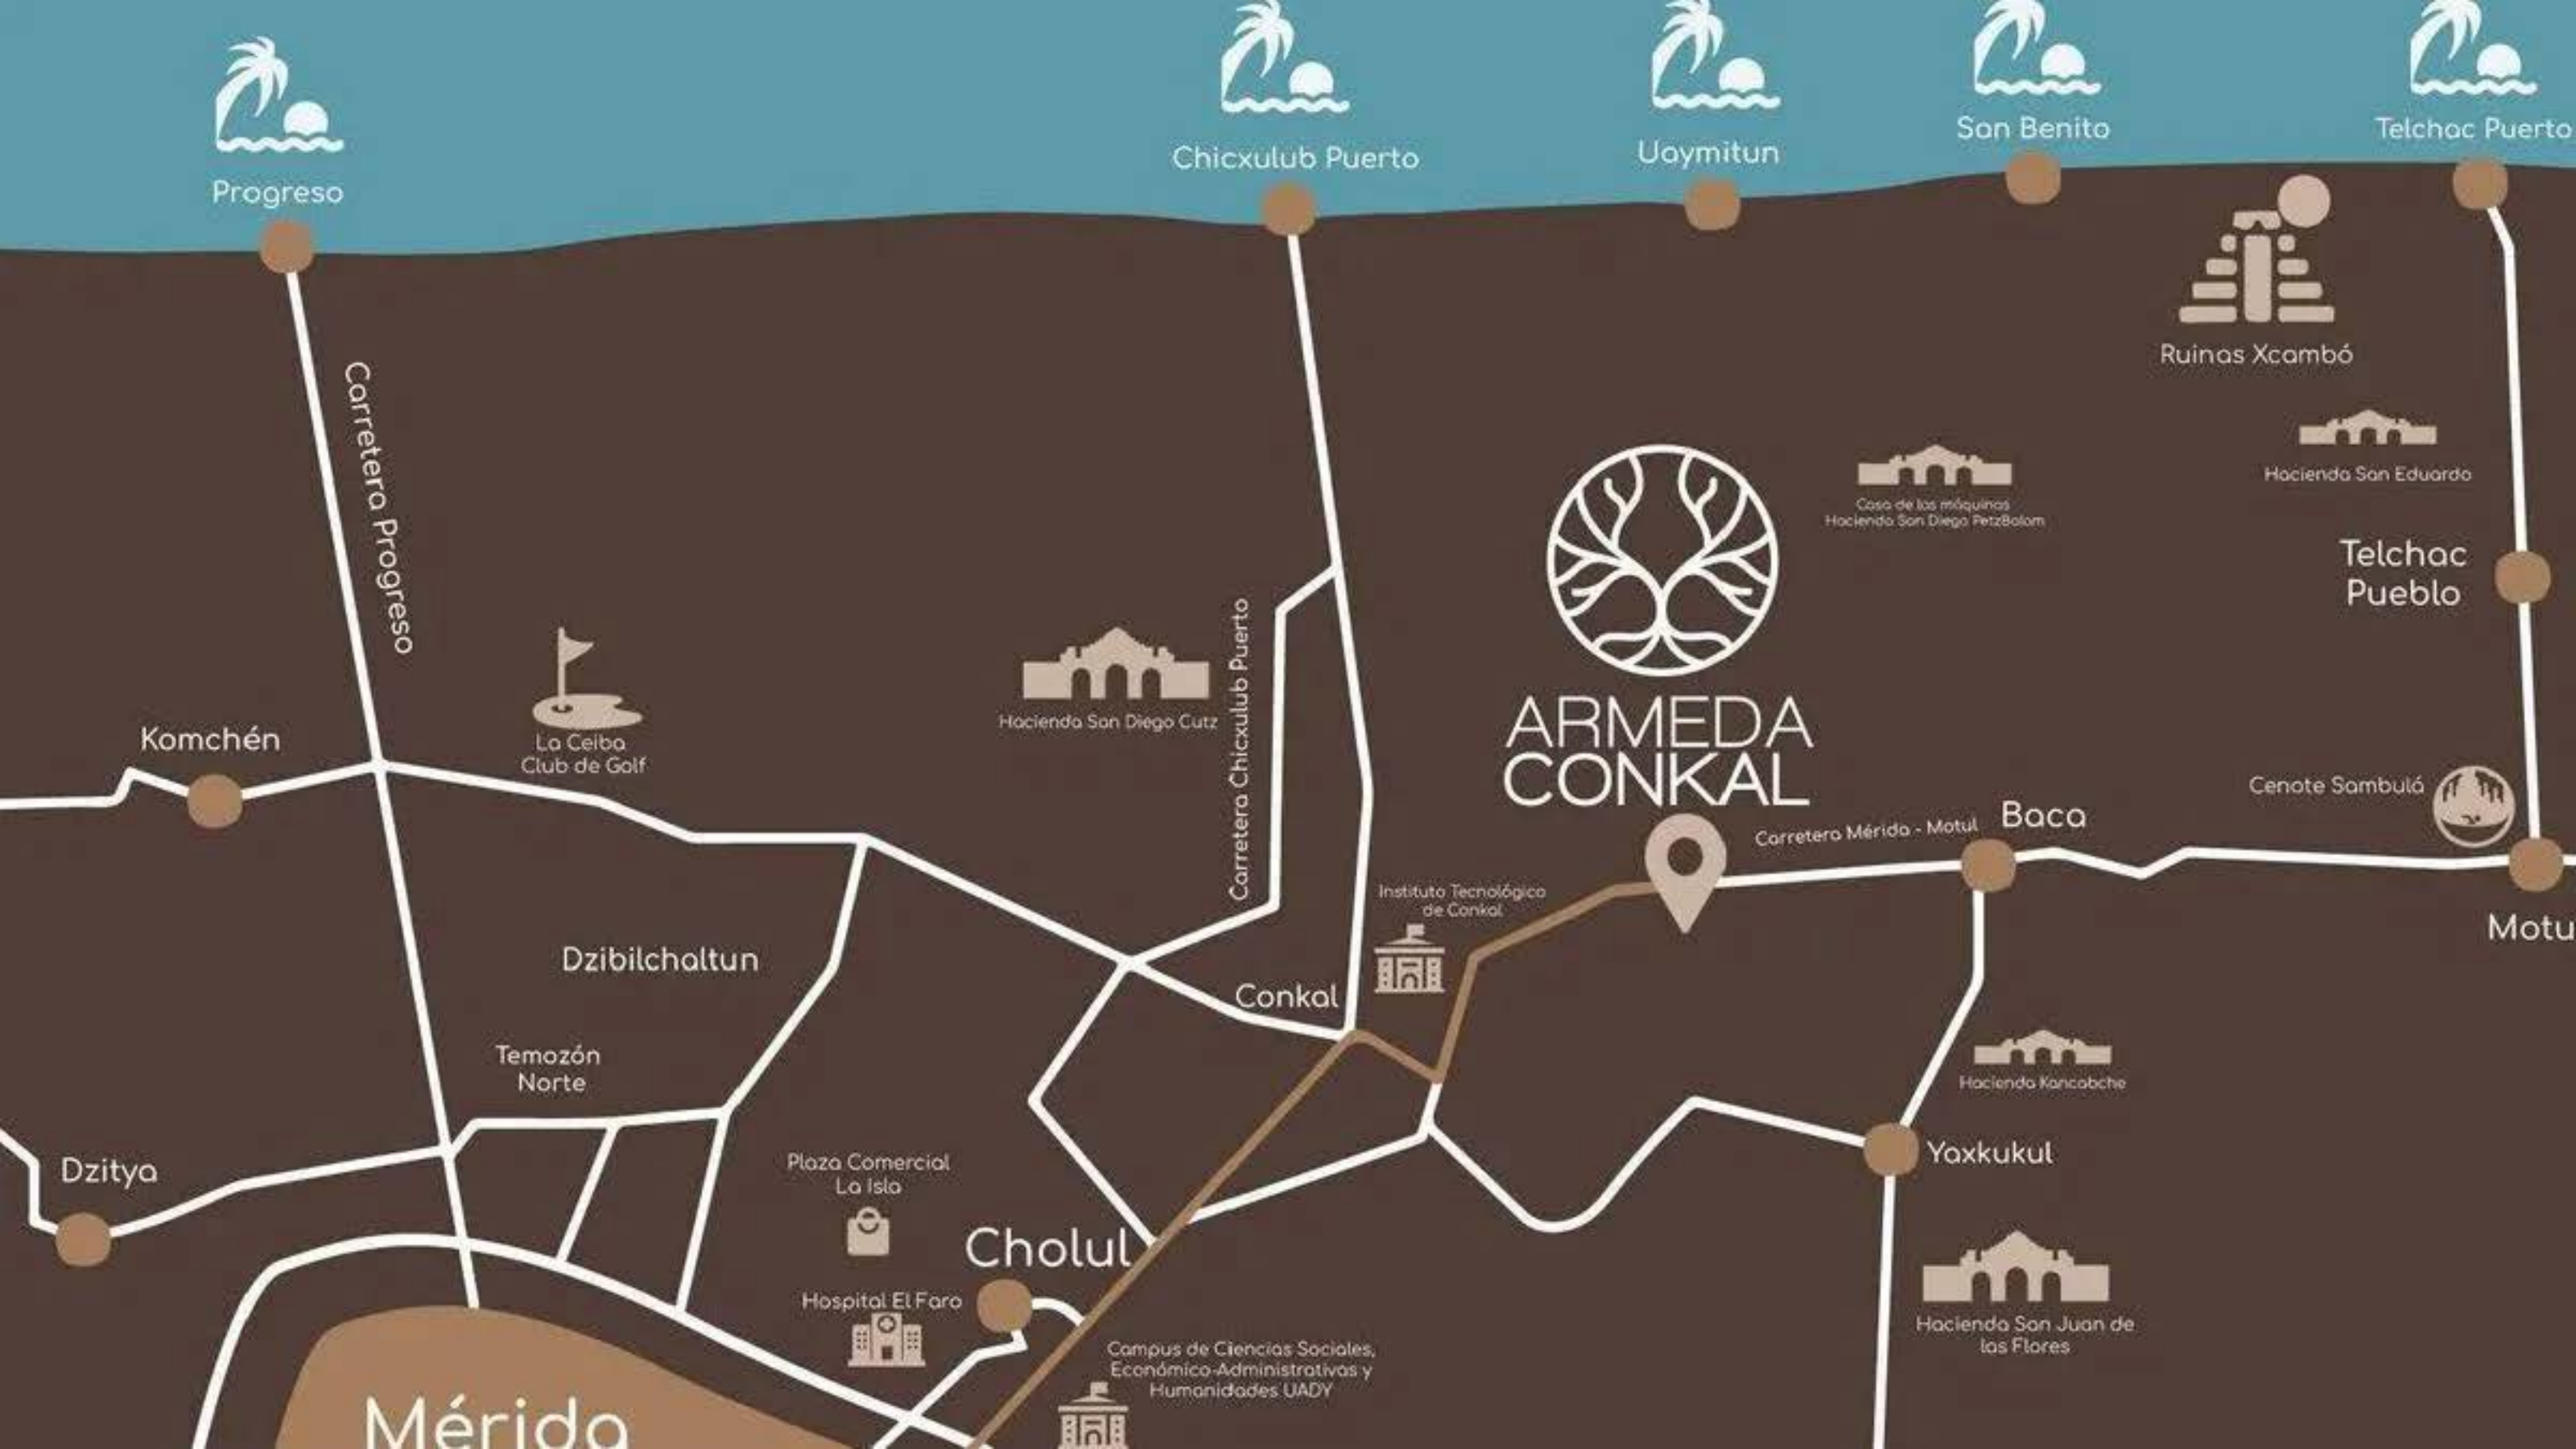 Progreso
Chicxulub Puerto
Uaymitun
San Benito
Telchac Puerto
Ruinas Xcambó
Carretera Progreso
Hacienda San Eduardo
Casa de las máquinas
Hacienda San Diego PetzBalam
Telchac
Pueblo
Carretera Chicxulub Puerto
Hacienda San Diego Cutz
ARMEDA
CONKAL
Komchén
La Ceiba
Club de Golf
Cenote Sambulá
Baca
Carretera Mérida - Motul
Instituto Tecnológico
de Conkal
Motu
Dzibilchaltun
Conkal
Temozón
Norte
Hacienda Kancabche
Yaxkukul
Dzitya
Plaza Comercial
La Isla
Cholul
Hospital El Faro
Hacienda San Juan de
las Flores
Campus de Ciencias Sociales,
Económico-Administrativas y
Humanidades UADY
Mérida